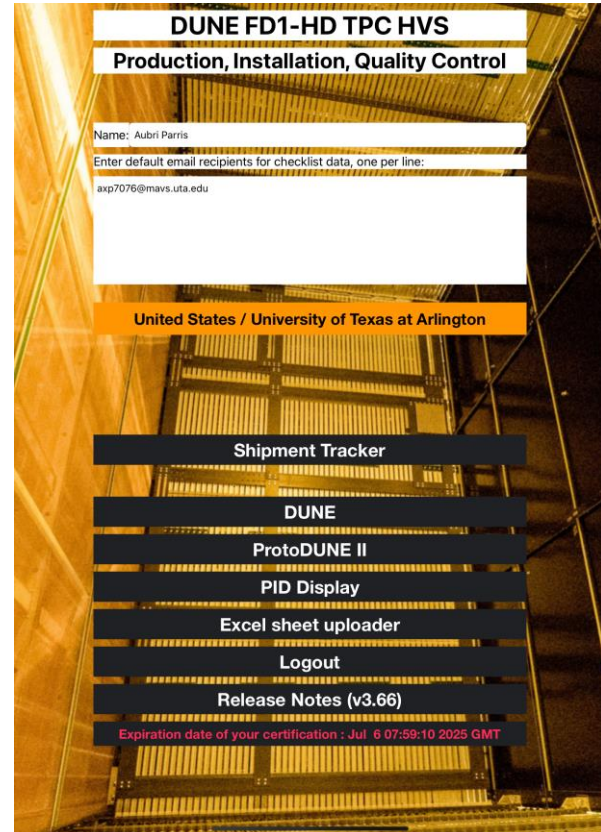 DUNE FD1-HD TPC HVS
Production, Installation, Quality Control
Name: Aubri Parris
Enter default email recipients for checklist data, one per line:
axp7076@mavs.uta.edu
United States / University of Texas at Arlington
Shipment Tracker
DUNE
ProtoDUNE II
PID Display
Excel sheet uploader
Logout
Release Notes (v3.66)
Expiration date of your certification : Jul 6 07:59:10 2025 GMT